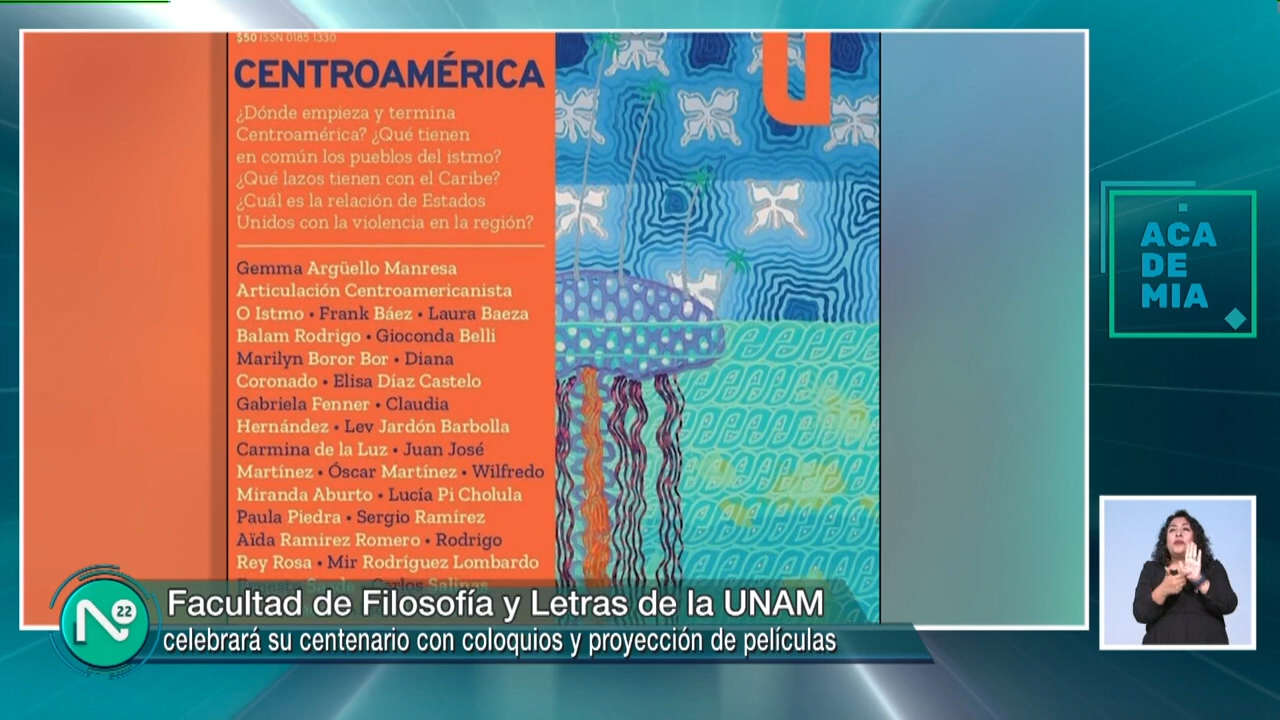 $50 ISSN 0185 1330
CENTROAMÉRICA
¿Dónde empieza y termina
Centroamérica? ¿Qué tienen
en común los pueblos del istmo?
¿Qué lazos tienen con el Caribe?
¿Cuál es la relación de Estados
Unidos con la violencia en la región?
Gemma Argüello Manresa
Articulación Centroamericanista
O Istmo • Frank Báez • Laura Baeza
Balam Rodrigo • Gioconda Belli
Marilyn Boror Bor • Diana
Coronado • Elisa Díaz Castelo
Gabriela Fenner • Claudia
Hernández • Lev Jardón Barbolla
Carmina de la Luz • Juan José
Martínez • Óscar Martínez • Wilfredo
Miranda Aburto • Lucía Pi Cholula
Paula Piedra • Sergio Ramírez
Aïda Ramírez Romero • Rodrigo
Rey Rosa • Mir Rodríguez Lombardo
Carlos Salinas
ACA
DE
MIA
N22
Facultad de Filosofía y Letras de la UNAM
celebrará su centenario con coloquios y proyección de películas